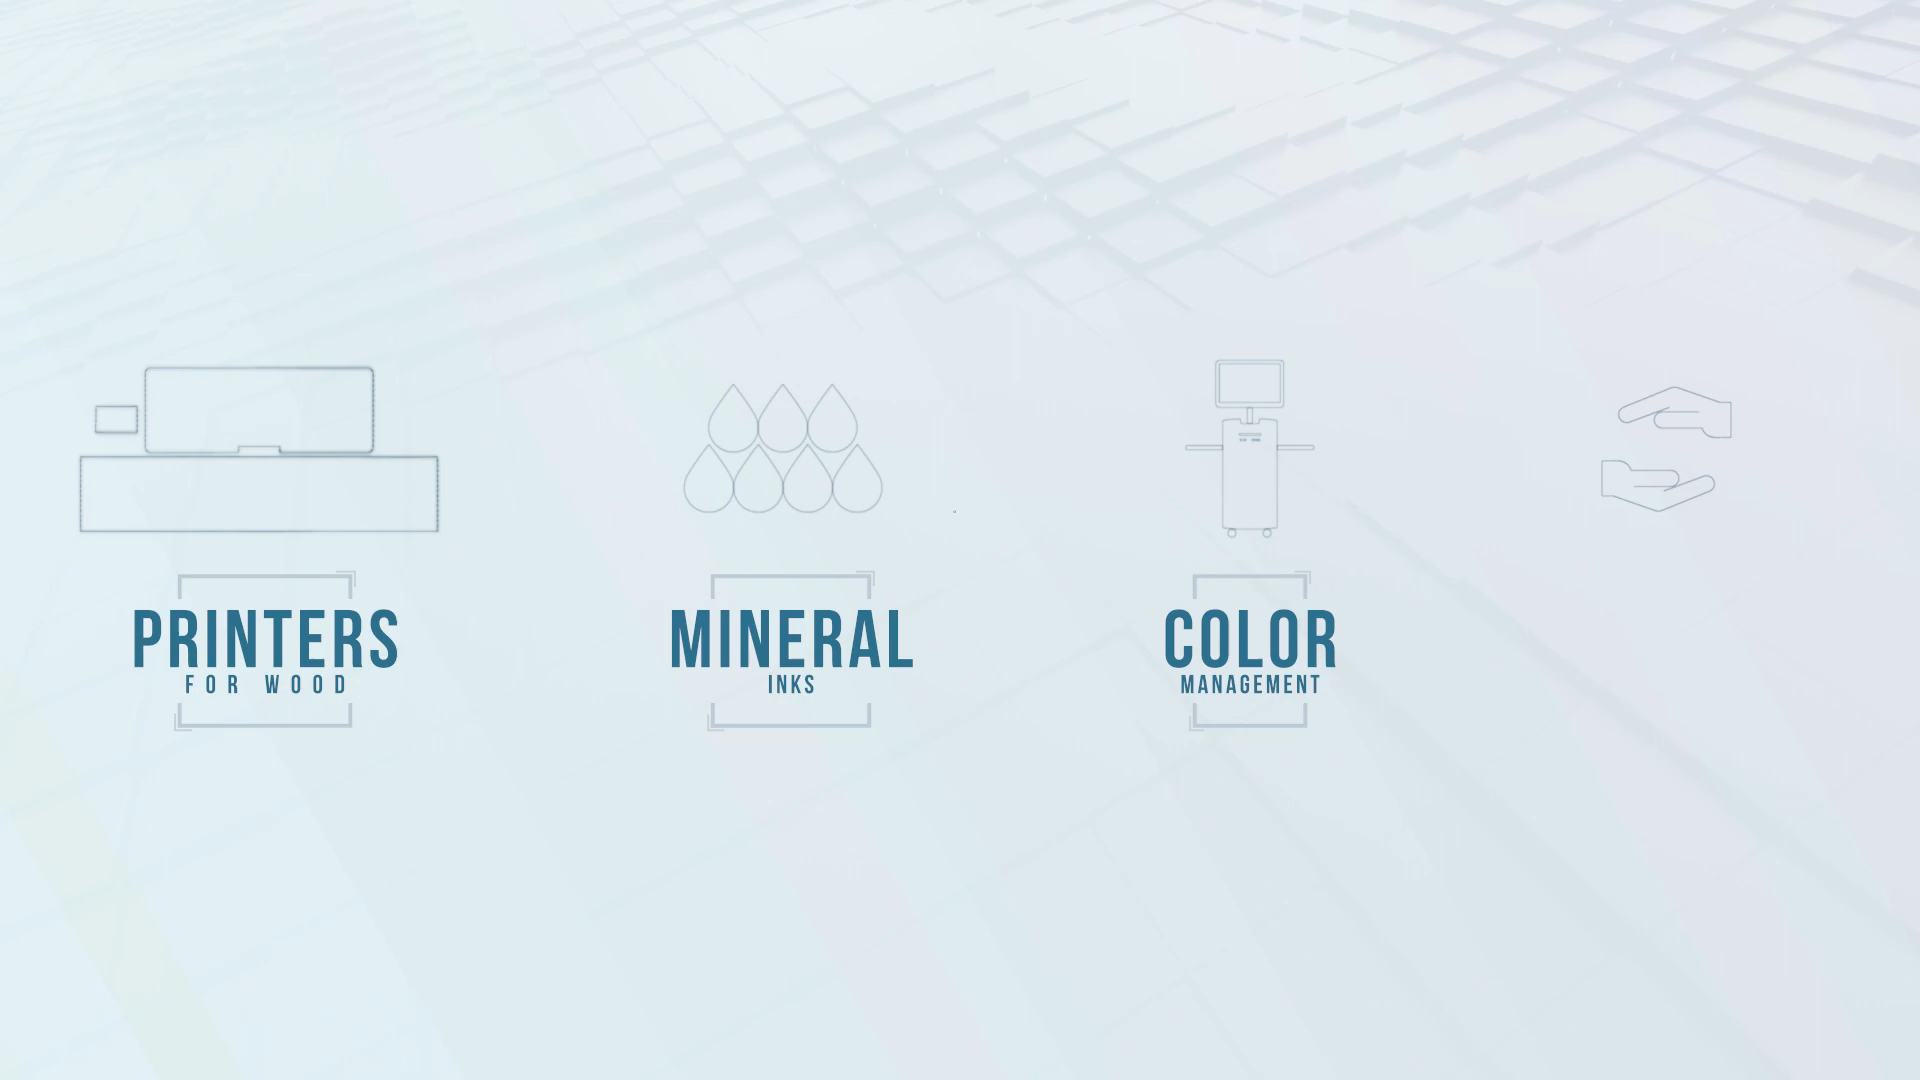 PRINTERS
FOR WOOD
MINERAL
INKS
COLOR
MANAGEMENT